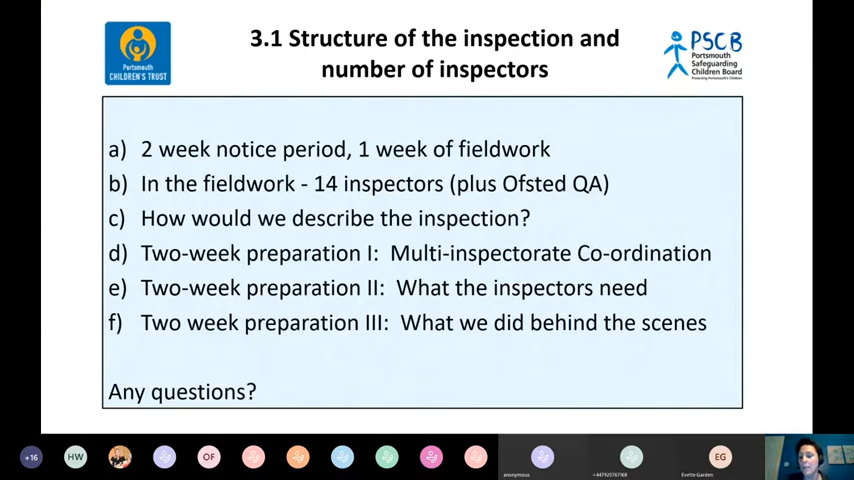 3.1 Structure of the inspection and
number of inspectors
Portsmouth
CHILDREN'S TRUST
PSCB
Portsmouth
Safeguarding
Children Board
a) 2 week notice period, 1 week of fieldwork
b) In the fieldwork - 14 inspectors (plus Ofsted QA)
c) How would we describe the inspection?
d) Two-week preparation I: Multi-inspectorate Co-ordination
e) Two-week preparation II: What the inspectors need
f) Two week preparation III: What we did behind the scenes
Any questions?
+16
HW
OF
EG
anonymous
+447920767168
Evette Garden